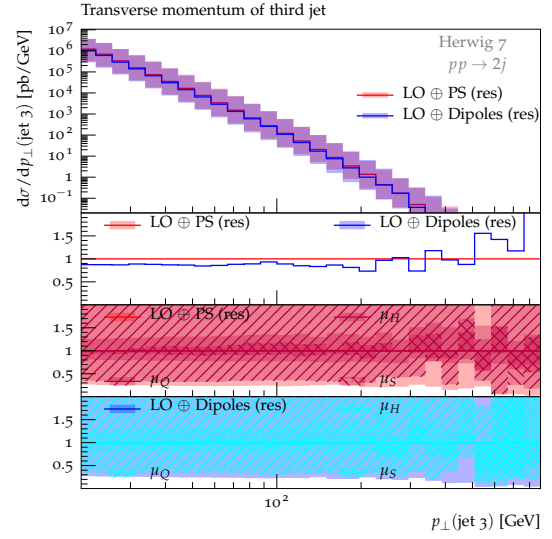 Transverse momentum of third jet
dσ/dp⊥(jet 3) [pb/GeV]
10⁶
10⁵
10⁴
10³
10²
10¹
1
10⁻¹
Herwig 7
pp → 2j
LO ⊕ PS (res)
LO ⊕ Dipoles (res)
LO ⊕ PS (res) LO ⊕ Dipoles (res)
1.5
1
0.5
LO ⊕ PS (res) μH
1.5
1
0.5
μQ μS
LO ⊕ Dipoles (res) μH
1.5
1
0.5
μQ μS
10²
p⊥(jet 3) [GeV]